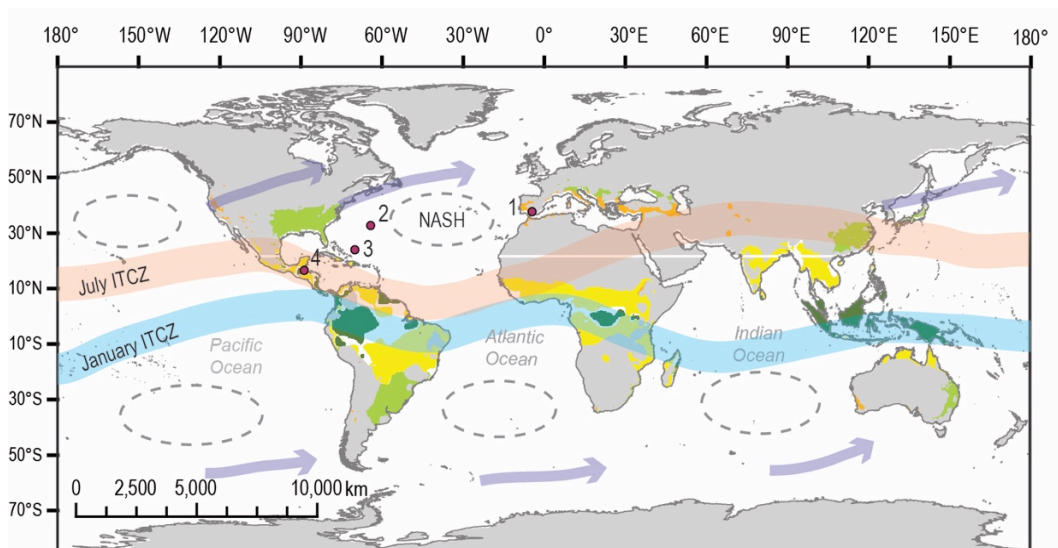 180° 150°W 120°W 90°W 60°W 30°W 0° 30°E 60°E 90°E 120°E 150°E 180°
70°N
50°N
30°N
10°N
10°S
30°S
50°S
70°S
NASH
1
2
3
4
July ITCZ
January ITCZ
Pacific
Ocean
Atlantic
Ocean
Indian
Ocean
0 2,500 5,000 10,000 km